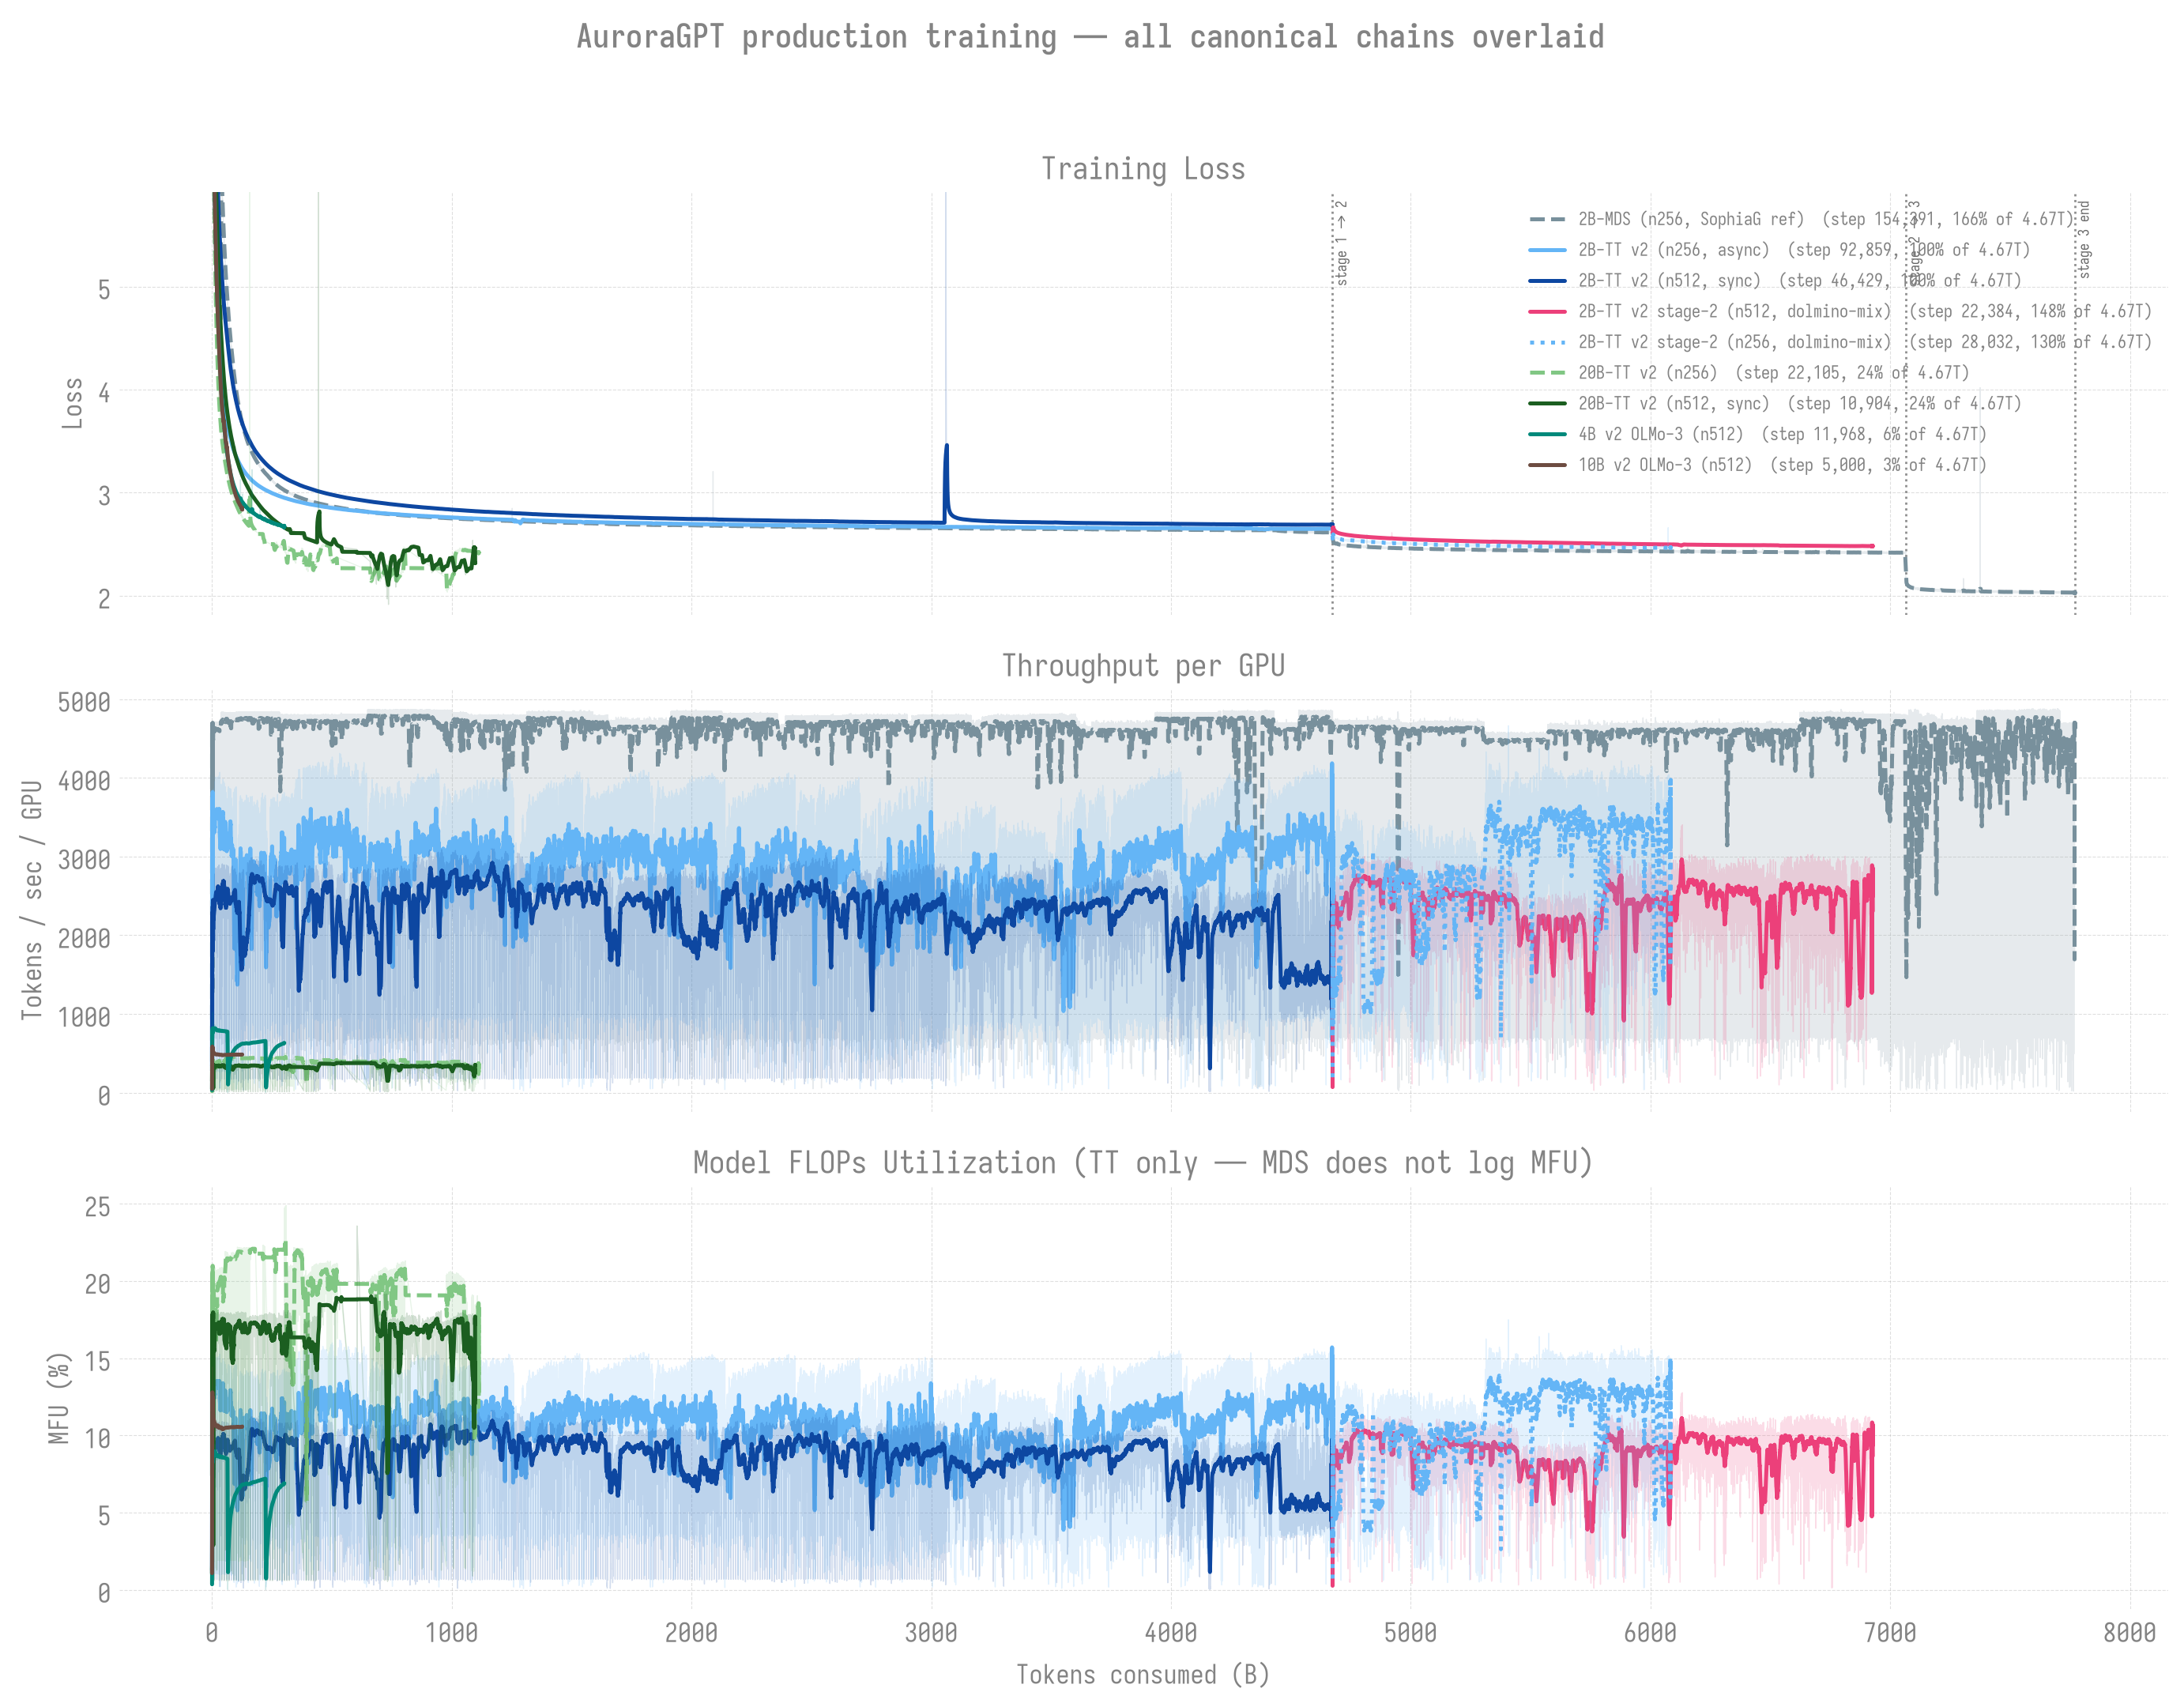 AuroraGPT production training — all canonical chains overlaid
Training Loss
Loss
5
4
3
2
stage 1 → 2
stage 2 → 3
stage 3 end
2B-MDS (n256, SophiaG ref) (step 154,391, 166% of 4.67T)
2B-TT v2 (n256, async) (step 92,859, 100% of 4.67T)
2B-TT v2 (n512, sync) (step 46,429, 100% of 4.67T)
2B-TT v2 stage-2 (n512, dolmino-mix) (step 22,384, 148% of 4.67T)
2B-TT v2 stage-2 (n256, dolmino-mix) (step 28,032, 130% of 4.67T)
20B-TT v2 (n256) (step 22,105, 24% of 4.67T)
20B-TT v2 (n512, sync) (step 10,904, 24% of 4.67T)
4B v2 OLMo-3 (n512) (step 11,968, 6% of 4.67T)
10B v2 OLMo-3 (n512) (step 5,000, 3% of 4.67T)
Throughput per GPU
Tokens / sec / GPU
5000
4000
3000
2000
1000
0
Model FLOPs Utilization (TT only — MDS does not log MFU)
MFU (%)
25
20
15
10
5
0
0 1000 2000 3000 4000 5000 6000 7000 8000
Tokens consumed (B)